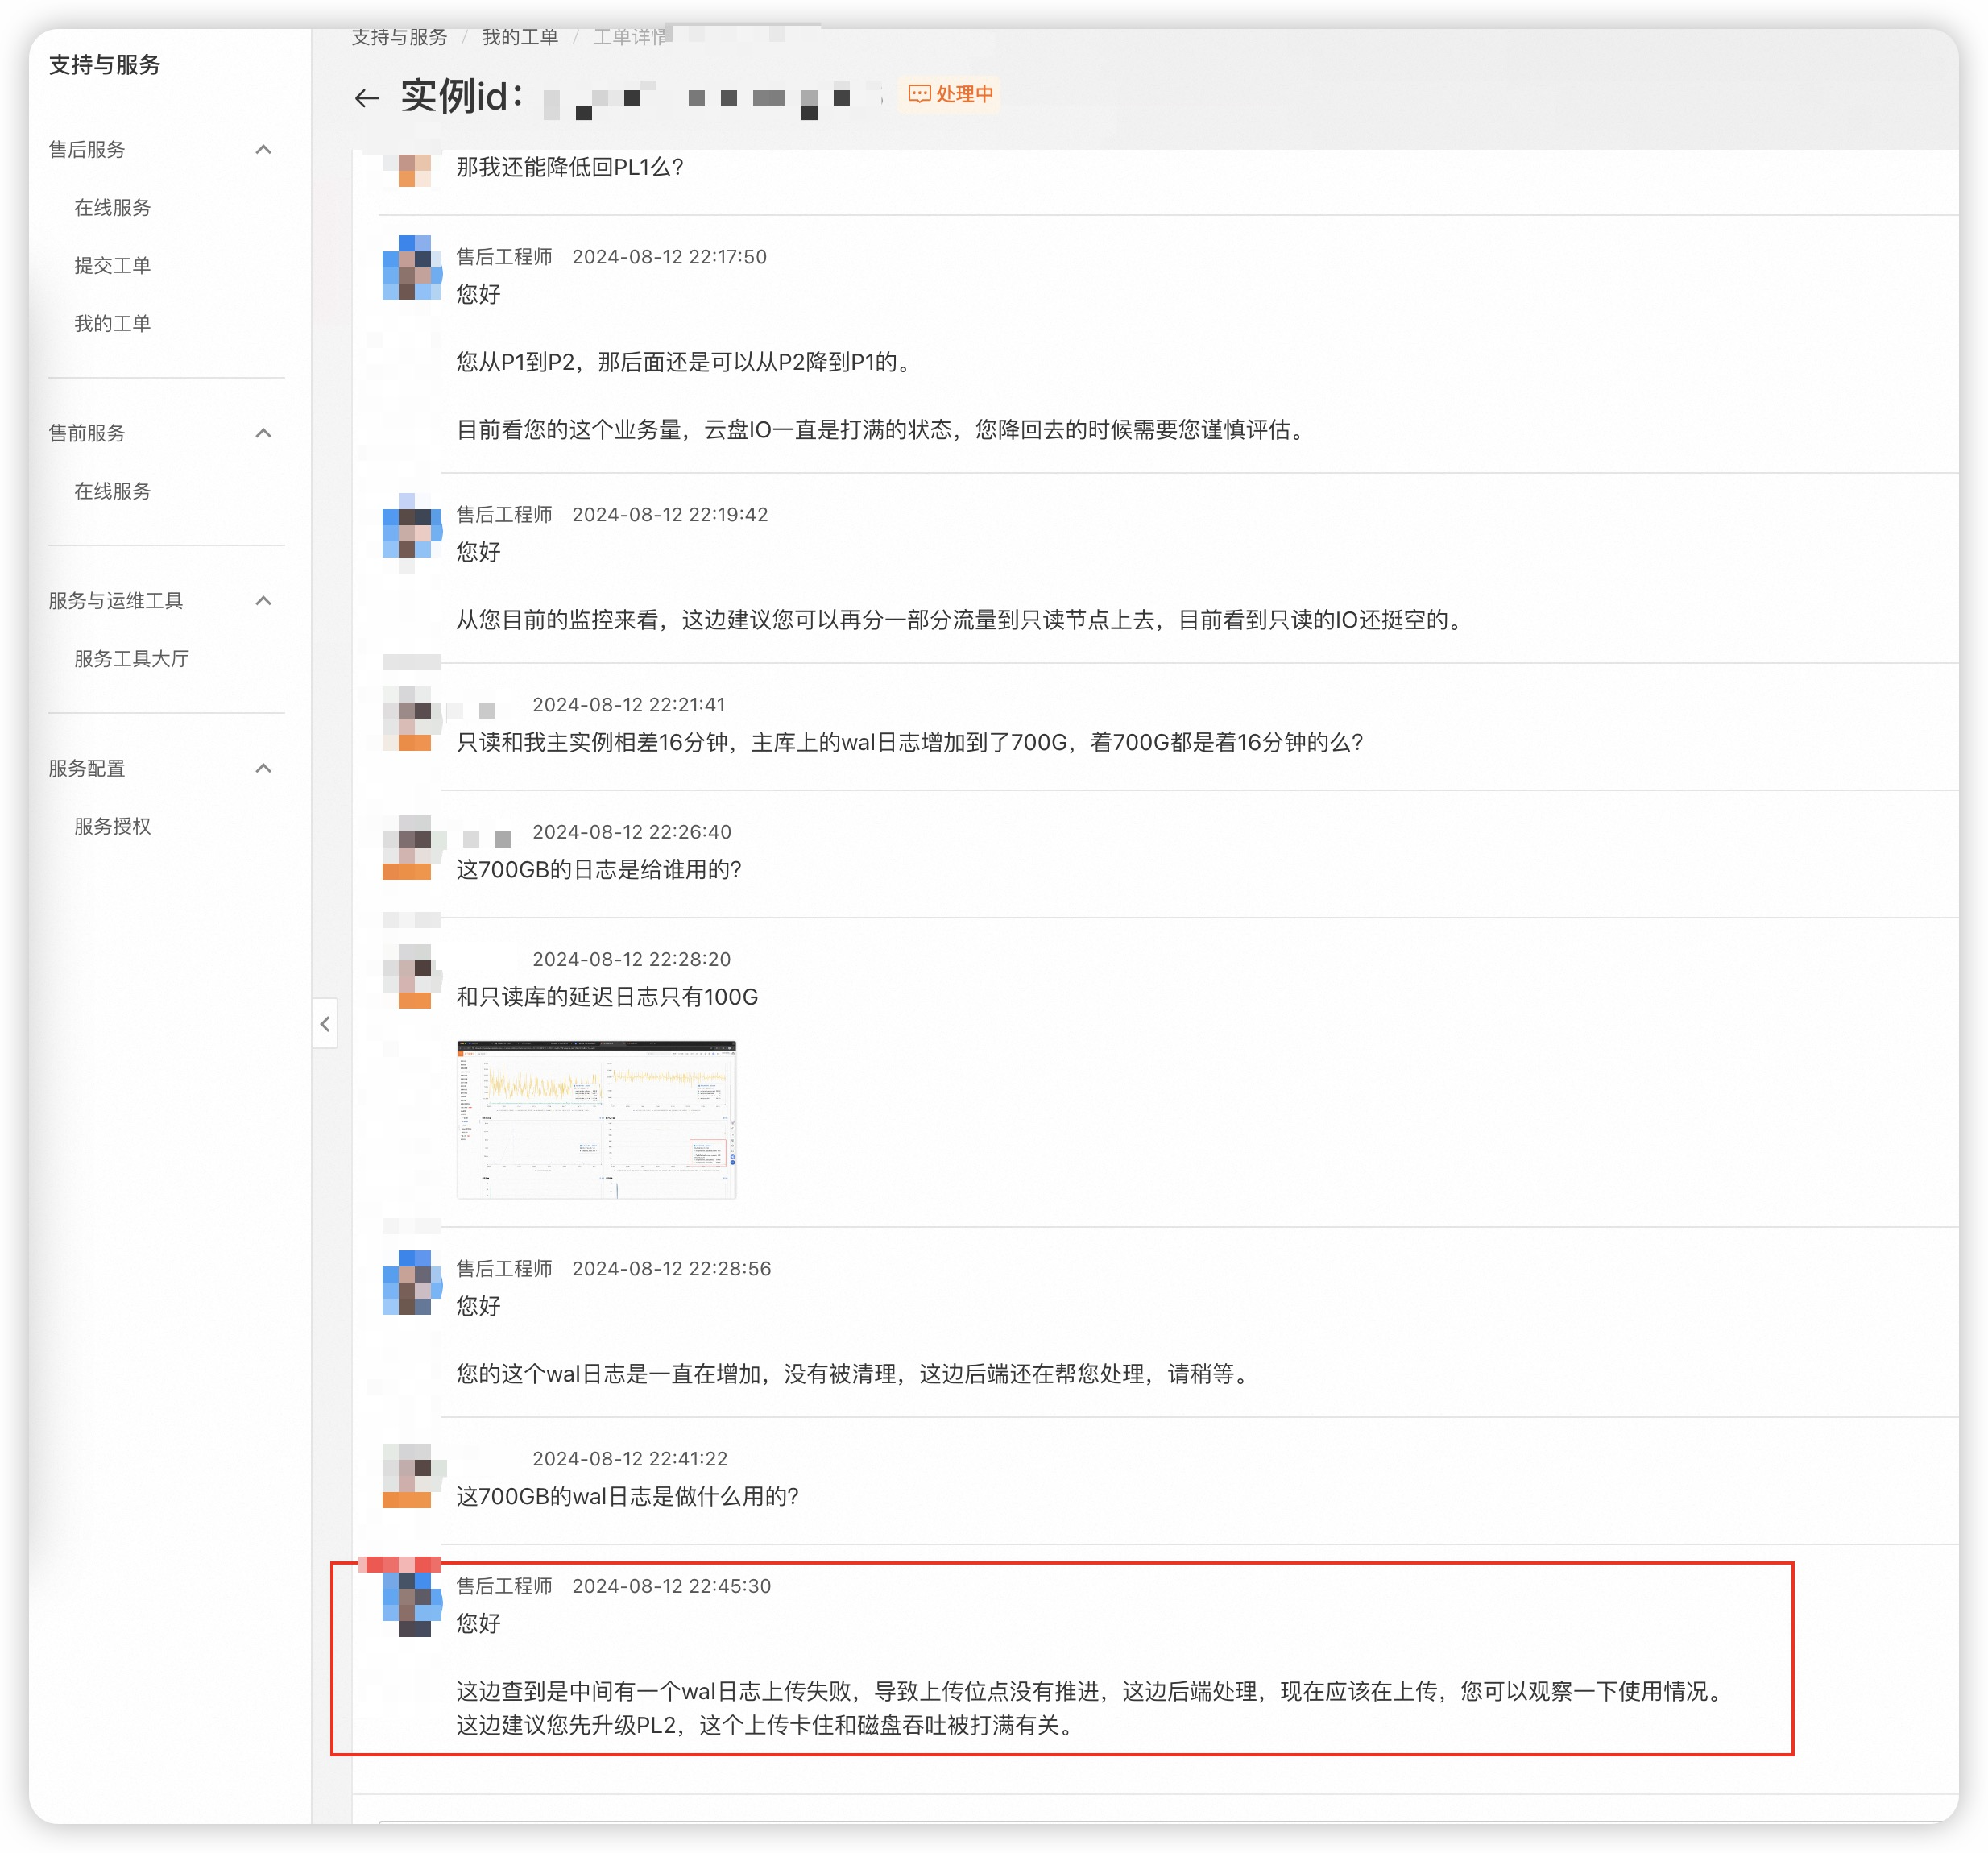 支持与服务
售后服务
在线服务
提交工单
我的工单
售前服务
在线服务
服务与运维工具
服务工具大厅
服务配置
服务授权
支持与服务 / 我的工单 / 工单详情
实例id：
处理中
那我还能降低回PL1么?
售后工程师 2024-08-12 22:17:50
您好
您从P1到P2，那后面还是可以从P2降到P1的。
目前看您的这个业务量，云盘IO一直是打满的状态，您降回去的时候需要您谨慎评估。
售后工程师 2024-08-12 22:19:42
您好
从您目前的监控来看，这边建议您可以再分一部分流量到只读节点上去，目前看到只读的IO还挺空的。
2024-08-12 22:21:41
只读和我主实例相差16分钟，主库上的wal日志增加到了700G，着700G都是着16分钟的么?
2024-08-12 22:26:40
这700GB的日志是给谁用的?
2024-08-12 22:28:20
和只读库的延迟日志只有100G
售后工程师 2024-08-12 22:28:56
您好
您的这个wal日志是一直在增加，没有被清理，这边后端还在帮您处理，请稍等。
2024-08-12 22:41:22
这700GB的wal日志是做什么用的?
售后工程师 2024-08-12 22:45:30
您好
这边查到是中间有一个wal日志上传失败，导致上传位点没有推进，这边后端处理，现在应该在上传，您可以观察一下使用情况。
这边建议您先升级PL2，这个上传卡住和磁盘吞吐被打满有关。